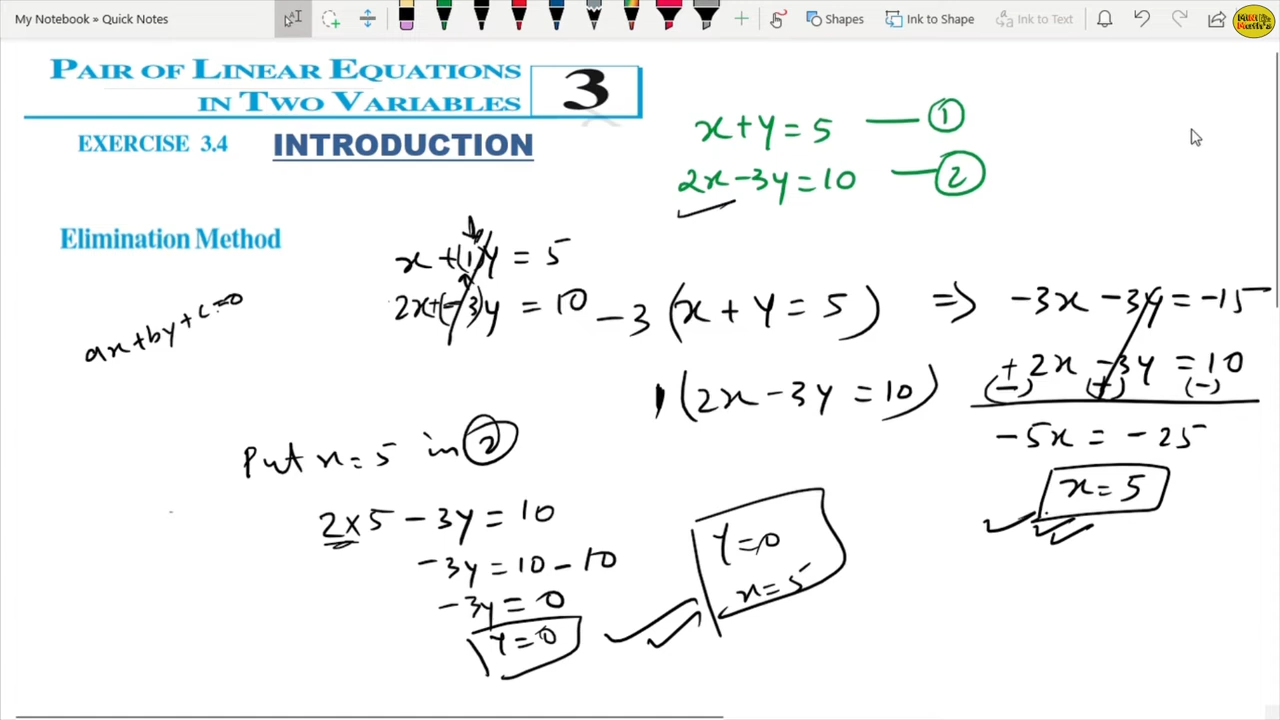 My Notebook » Quick Notes
Shapes
Ink to Shape
Ink to Text
PAIR OF LINEAR EQUATIONS
IN TWO VARIABLES
3
EXERCISE 3.4
INTRODUCTION
x + y = 5 — ①
2x - 3y = 10 — ②
Elimination Method
x + (1)y = 5
2x + (-3)y = 10
ax + by + c = 0
-3 (x + y = 5) ⇒ -3x - 3y = -15
1 (2x - 3y = 10)
+ 2x - 3y = 10
(-) (+) (-)
-5x = -25
x = 5
Put x = 5 in ②
2 × 5 - 3y = 10
-3y = 10 - 10
-3y = 0
y = 0
y = 0
x = 5